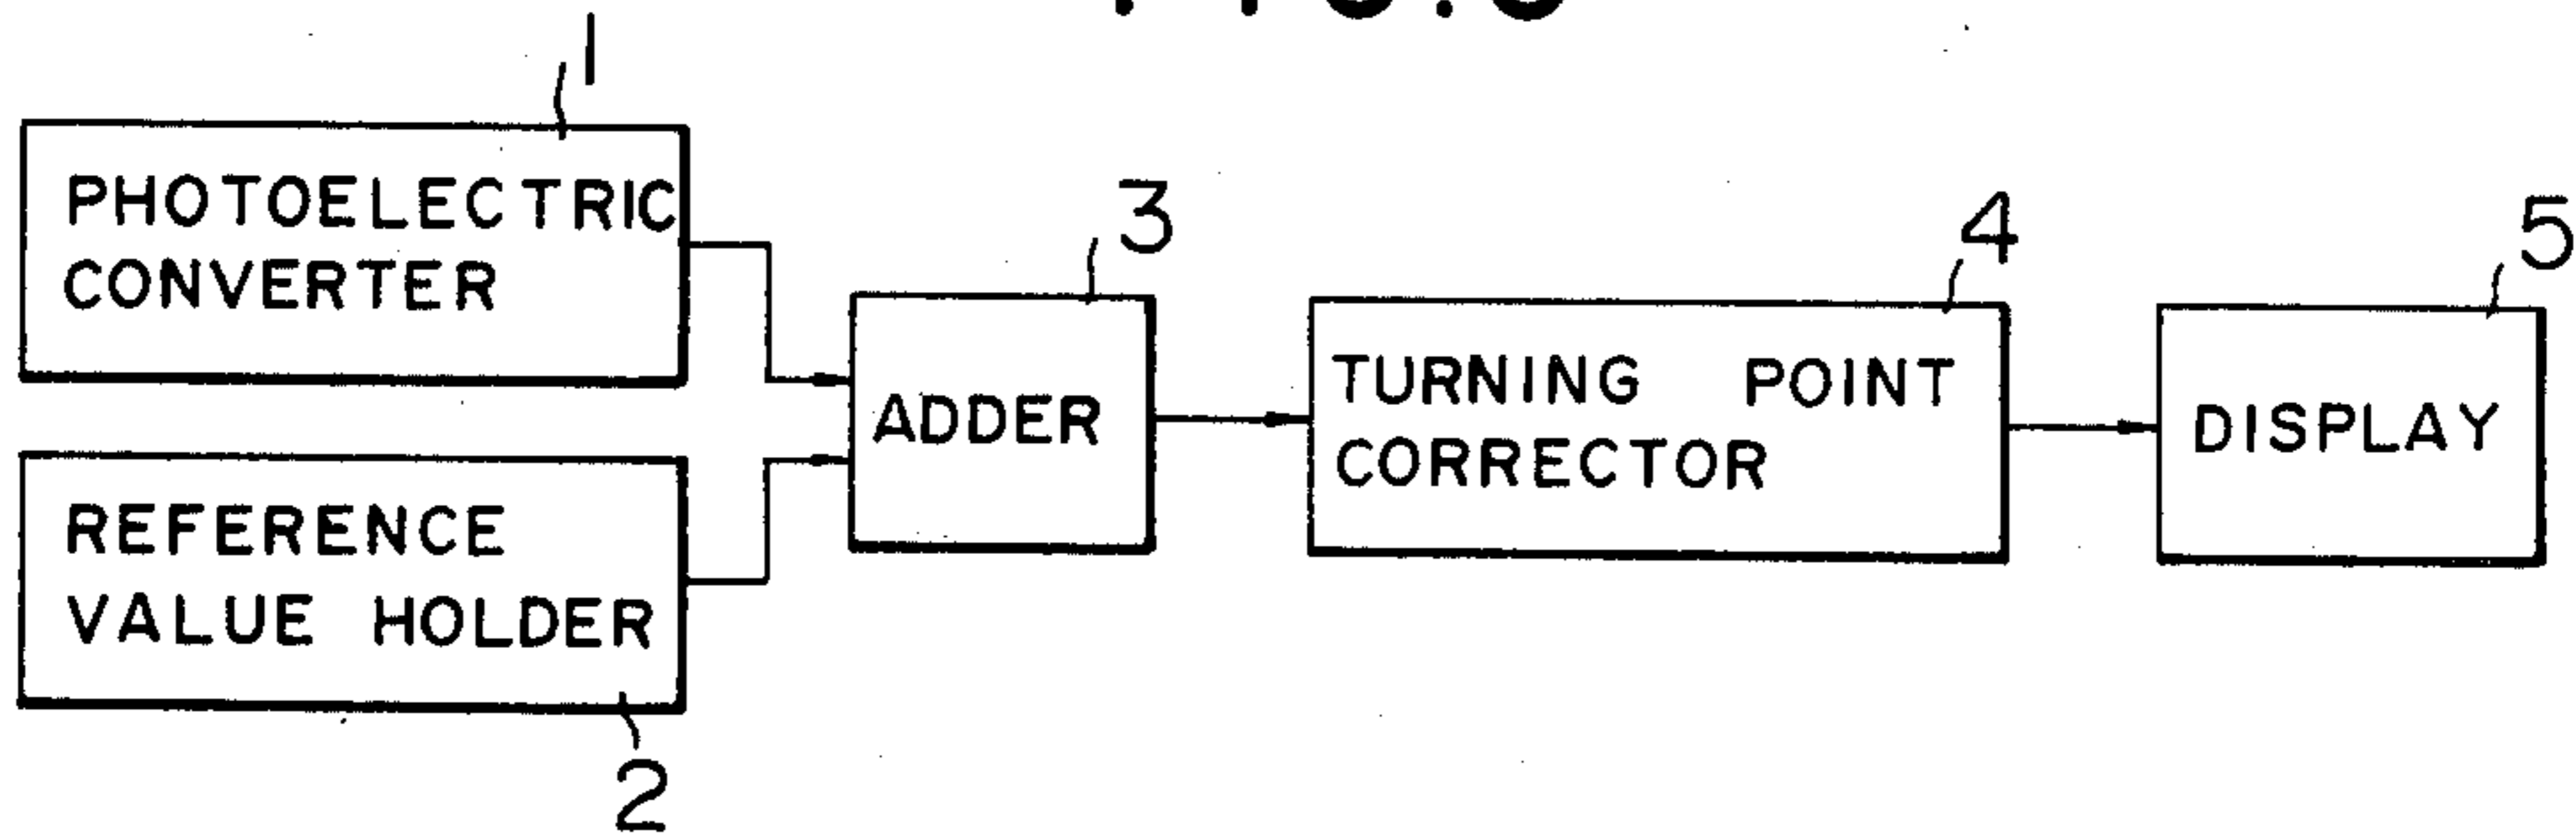 1
PHOTOELECTRIC
CONVERTER
REFERENCE
VALUE HOLDER
2
3
ADDER
4
TURNING POINT
CORRECTOR
5
DISPLAY